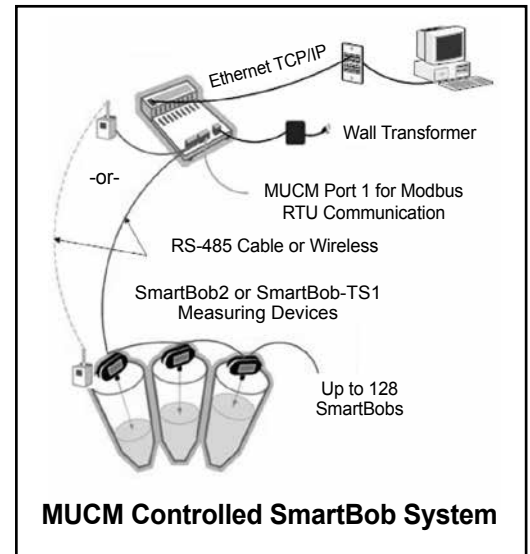 Ethernet TCP/IP
Wall Transformer
-or-
MUCM Port 1 for Modbus
RTU Communication
RS-485 Cable or Wireless
SmartBob2 or SmartBob-TS1
Measuring Devices
Up to 128
SmartBobs
MUCM Controlled SmartBob System